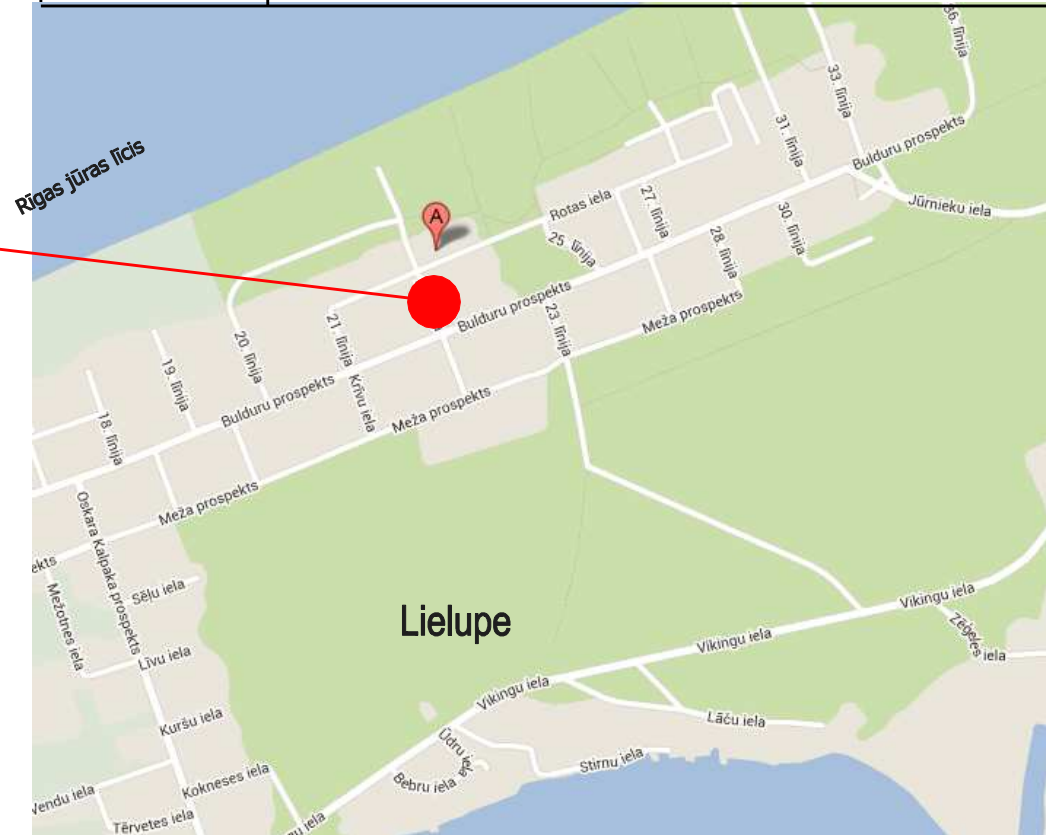 36. līnija
33. līnija
31. līnija
Bulduru prospekts
Rīgas jūras līcis
A
Rotas iela
27. līnija
Jūrnieku iela
30. līnija
25. līnija
28. līnija
Bulduru prospekts
23. līnija
Meža prospekts
21. līnija
20. līnija
19. līnija
Krīvu iela
Bulduru prospekts
Meža prospekts
18. līnija
Meža prospekts
Oskara Kalpaka prospekts
ekts
Mežotnes iela
Sēļu iela
Lielupe
Vikingu iela
Vikingu iela
Zēģeles iela
Līvu iela
Vikingu iela
Kuršu iela
Lāču iela
Ūdru iela
Stirnu iela
Kokneses iela
Bebru iela
Vendu iela
Tērvetes iela
gu iela